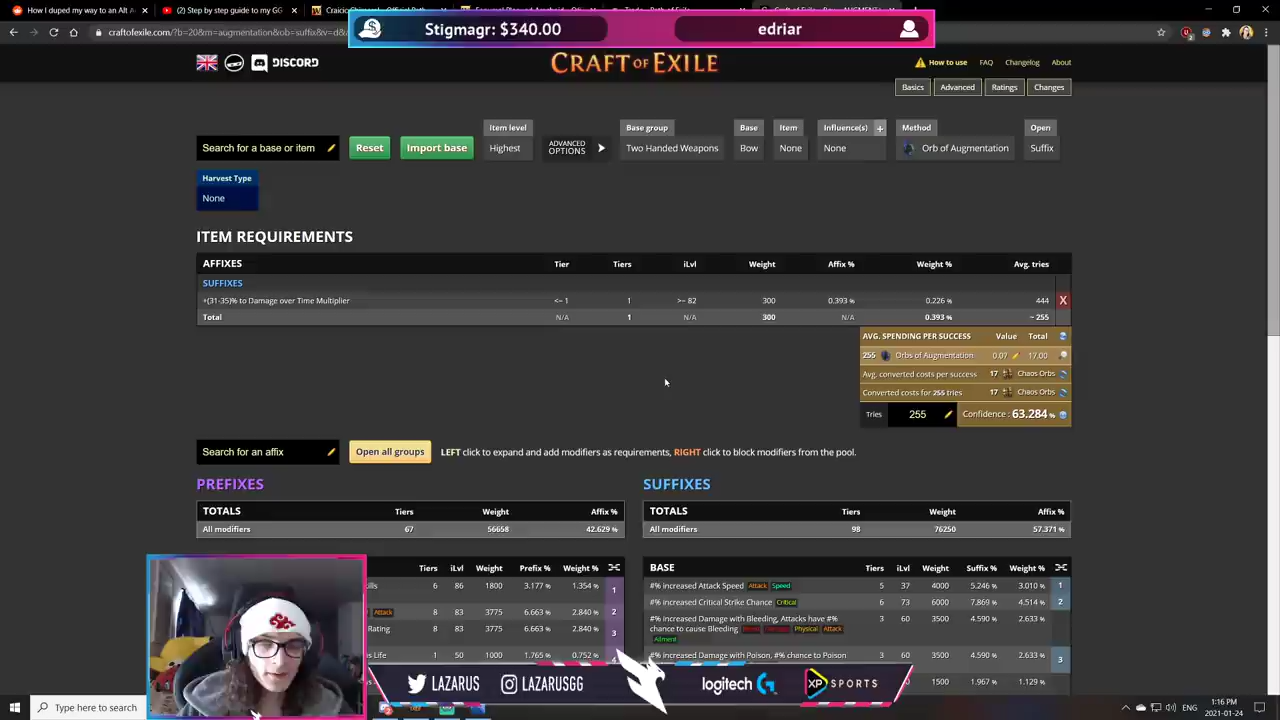 How I duped my way to an Alt A
(2) Step by step guide to my GG
Craicic Chimeral
Trade
Path of Exile
craftofexile.com/?b=20&m=augmentation&ob=suffix&v=d&
Stigmagr: $340.00
edriar
DISCORD
CRAFT OF EXILE
How to use
FAQ
Changelog
About
Basics
Advanced
Ratings
Changes
Search for a base or item
Reset
Import base
Item level
Highest
ADVANCED OPTIONS
Base group
Two Handed Weapons
Base
Bow
Item
None
Influence(s) +
None
Method
Orb of Augmentation
Open
Suffix
Harvest Type
None
ITEM REQUIREMENTS
AFFIXES Tier Tiers iLvl Weight Affix % Weight % Avg. tries
SUFFIXES
+(31-35)% to Damage over Time Multiplier <= 1 1 >= 82 300 0.393 % 0.226 % 444 X
Total N/A 1 N/A 300 0.393 % N/A ~ 255
AVG. SPENDING PER SUCCESS Value Total
255 Orbs of Augmentation 0.07 17.00
Avg. converted costs per success 17 Chaos Orbs
Converted costs for 255 tries 17 Chaos Orbs
Tries 255 Confidence : 63.284 %
Search for an affix
Open all groups
LEFT click to expand and add modifiers as requirements, RIGHT click to block modifiers from the pool.
PREFIXES
TOTALS Tiers Weight Affix %
All modifiers 67 56658 42.629 %
SUFFIXES
TOTALS Tiers Weight Affix %
All modifiers 98 76250 57.371 %
Tiers iLvl Weight Prefix % Weight %
kills 6 86 1800 3.177 % 1.354 % 1
Attack 8 83 3775 6.663 % 2.840 % 2
Rating 8 83 3775 6.663 % 2.840 % 3
as Life 1 50 1000 1.765 % 0.752 % 4
BASE Tiers iLvl Weight Suffix % Weight %
#% increased Attack Speed Attack Speed 5 37 4000 5.246 % 3.010 % 1
#% increased Critical Strike Chance Critical 6 73 6000 7.869 % 4.514 % 2
#% increased Damage with Bleeding, Attacks have #% chance to cause Bleeding Physical Attack Ailment 3 60 3500 4.590 % 2.633 %
#% increased Damage with Poison, #% chance to Poison 3 60 3500 4.590 % 2.633 % 3
1500 1.967 % 1.129 %
LAZARUS
LAZARUSGG
logitech G
XP SPORTS
Type here to search
ENG
1:16 PM
2021-01-24